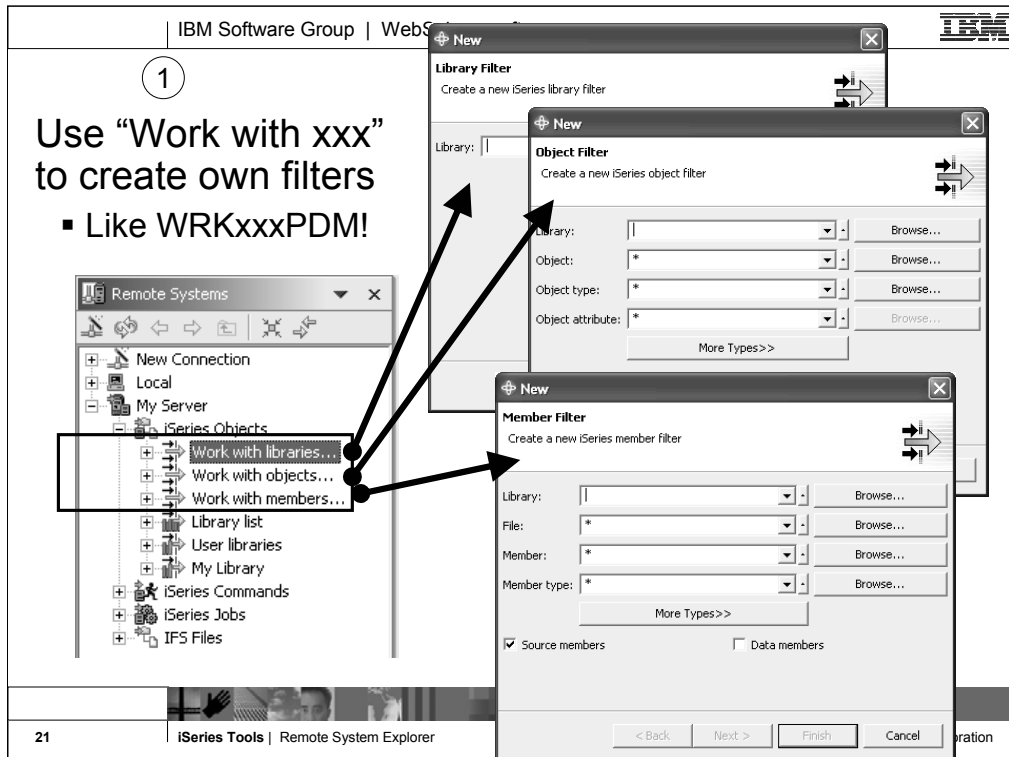 IBM Software Group | WebS
IBM
1
Use “Work with xxx”
to create own filters
▪ Like WRKxxxPDM!
Remote Systems
New Connection
Local
My Server
iSeries Objects
Work with libraries...
Work with objects...
Work with members...
Library list
User libraries
My Library
iSeries Commands
iSeries Jobs
IFS Files
New
Library Filter
Create a new iSeries library filter
Library:
New
Object Filter
Create a new iSeries object filter
Library: Browse...
Object: * Browse...
Object type: * Browse...
Object attribute: * Browse...
More Types>>
New
Member Filter
Create a new iSeries member filter
Library: Browse...
File: * Browse...
Member: * Browse...
Member type: * Browse...
More Types>>
Source members Data members
< Back Next > Finish Cancel
21 iSeries Tools | Remote System Explorer oration